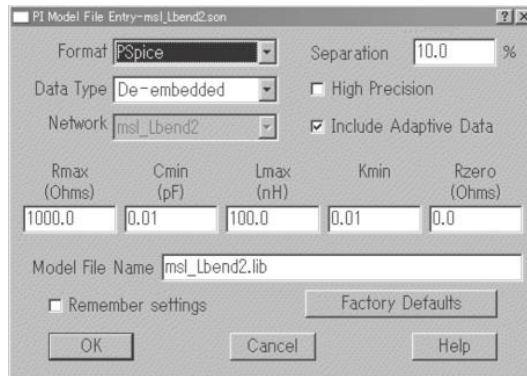 PI Model File Entry-msl_Lbend2.son
Format PSpice Separation 10.0 %
Data Type De-embedded High Precision
Network msl_Lbend2 Include Adaptive Data
Rmax Cmin Lmax Kmin Rzero
(Ohms) (pF) (nH) (Ohms)
1000.0 0.01 100.0 0.01 0.0
Model File Name msl_Lbend2.lib
Remember settings Factory Defaults
OK Cancel Help